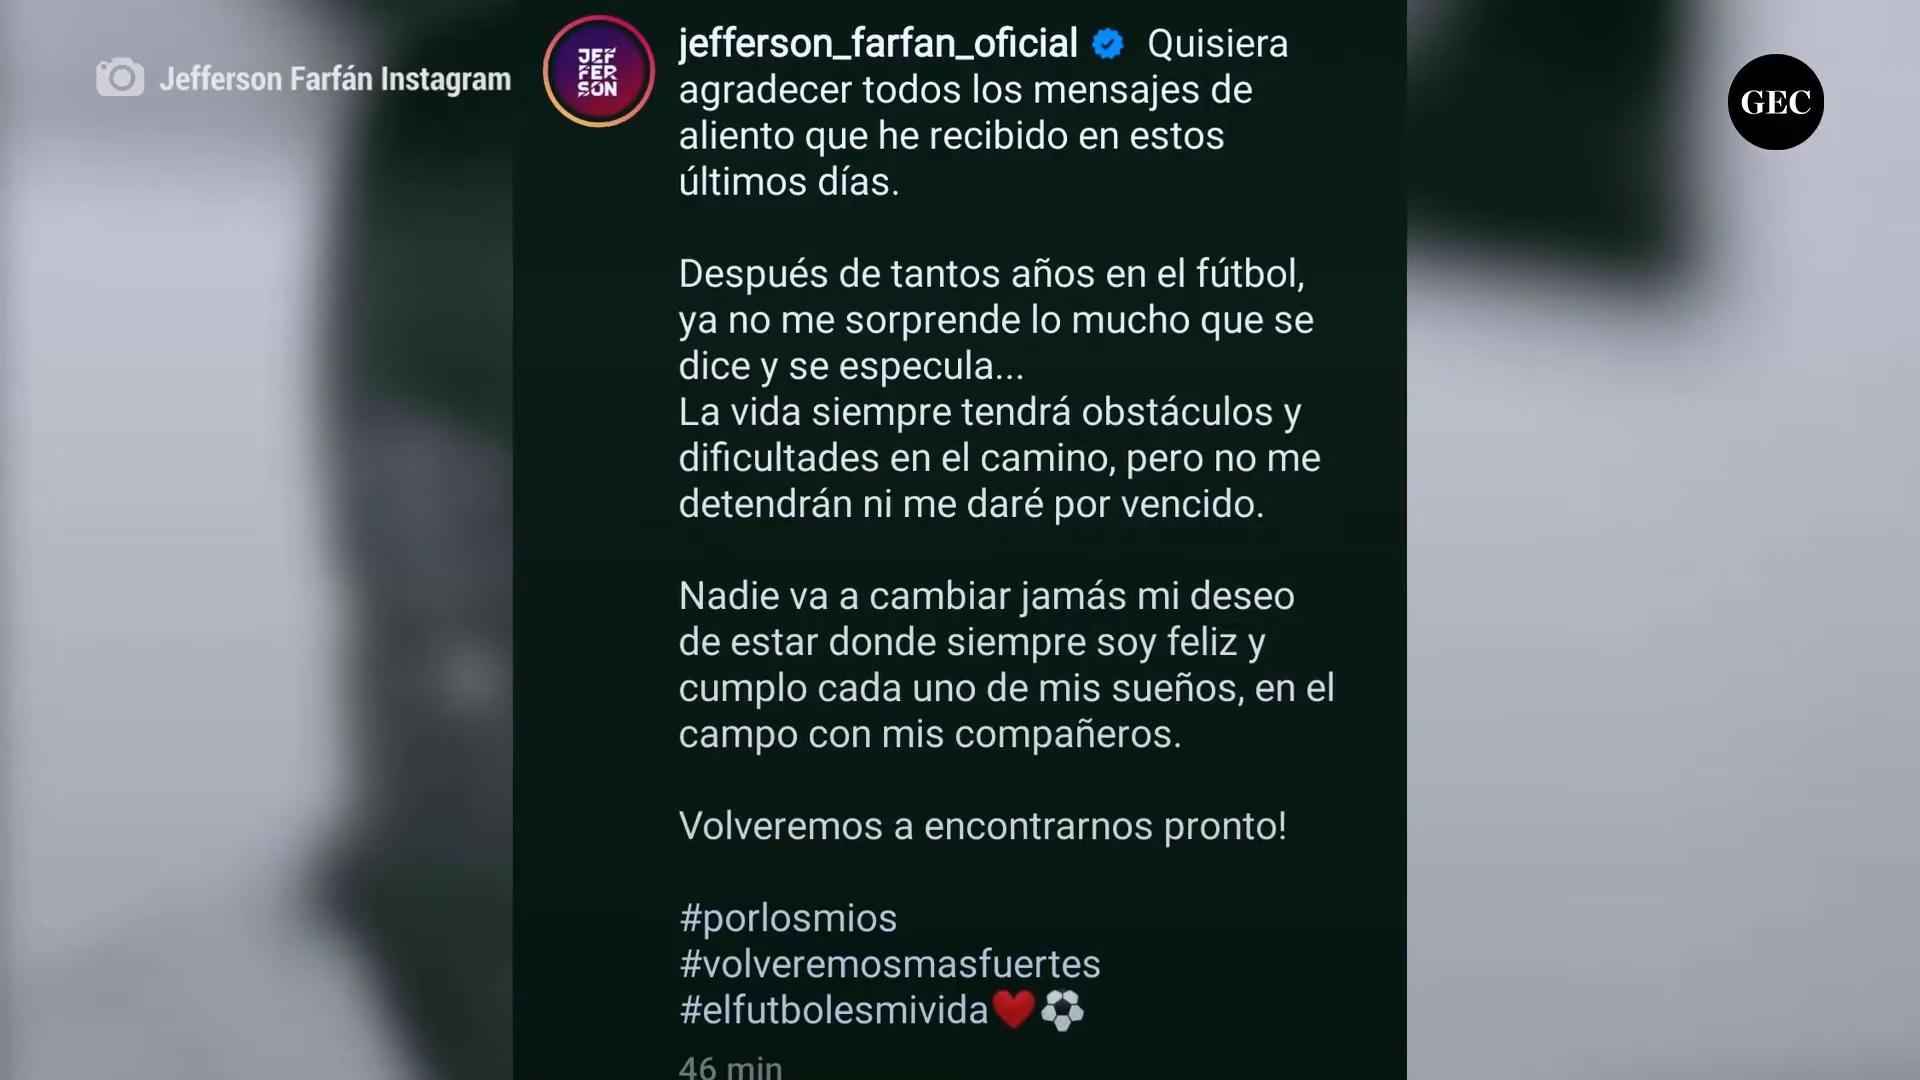 Jefferson Farfán Instagram
JEF
FER
SON
jefferson_farfan_oficial Quisiera
agradecer todos los mensajes de
aliento que he recibido en estos
últimos días.
Después de tantos años en el fútbol,
ya no me sorprende lo mucho que se
dice y se especula...
La vida siempre tendrá obstáculos y
dificultades en el camino, pero no me
detendrán ni me daré por vencido.
Nadie va a cambiar jamás mi deseo
de estar donde siempre soy feliz y
cumplo cada uno de mis sueños, en el
campo con mis compañeros.
Volveremos a encontrarnos pronto!
#porlosmios
#volveremosmasfuertes
#elfutbolesmivida❤️⚽
46 min
GEC